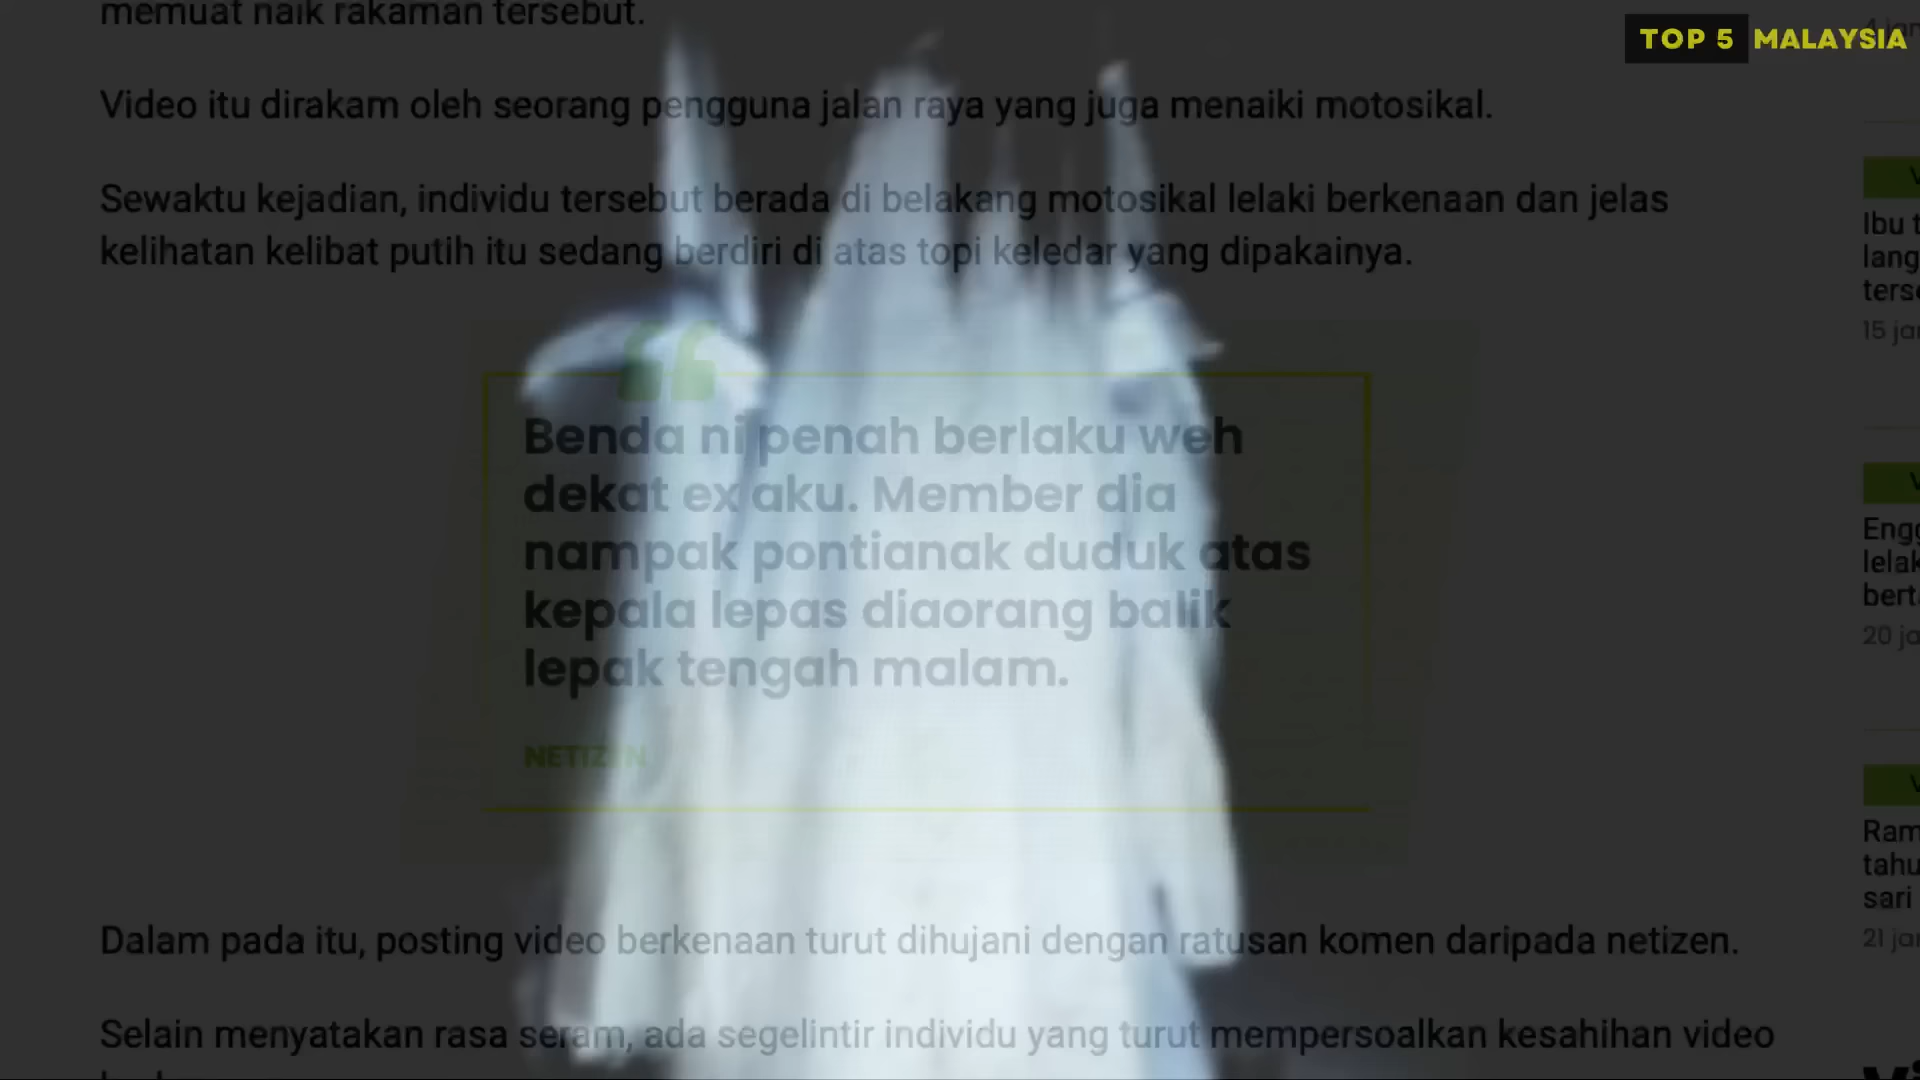 memuat naik rakaman tersebut.
TOP 5 MALAYSIA
Video itu dirakam oleh seorang pengguna jalan raya yang juga menaiki motosikal.
Sewaktu kejadian, individu tersebut berada di belakang motosikal lelaki berkenaan dan jelas
kelihatan kelibat putih itu sedang berdiri di atas topi keledar yang dipakainya.
Benda ni penah berlaku weh
dekat ex aku. Member dia
nampak pontianak duduk atas
kepala lepas diaorang balik
lepak tengah malam.
NETIZEN
Dalam pada itu, posting video berkenaan turut dihujani dengan ratusan komen daripada netizen.
Selain menyatakan rasa seram, ada segelintir individu yang turut mempersoalkan kesahihan video
Ibu
15
20
21